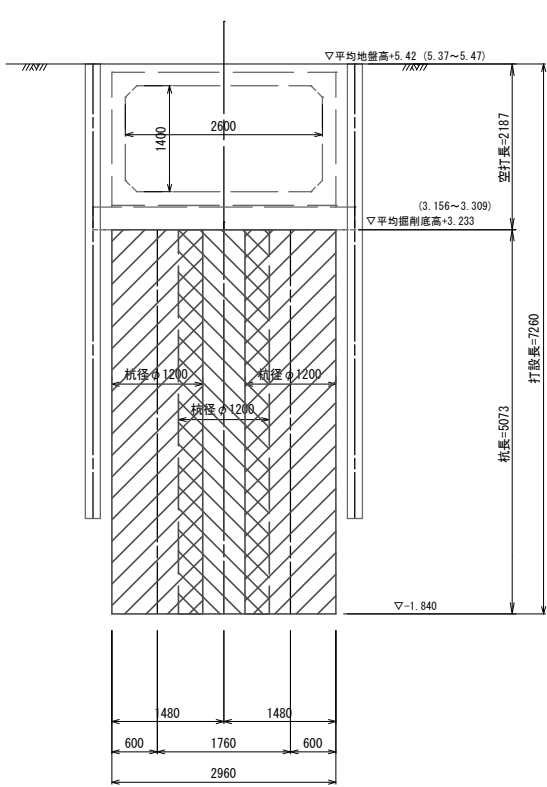 ▽平均地盤高+5.42 (5.37～5.47)
2600
1400
空打長=2187
(3.156～3.309)
▽平均掘削底高+3.233
打設長=7260
杭径φ1200
杭径φ1200
杭径φ1200
杭長=5073
▽-1.840
1480
1480
600
1760
600
2960